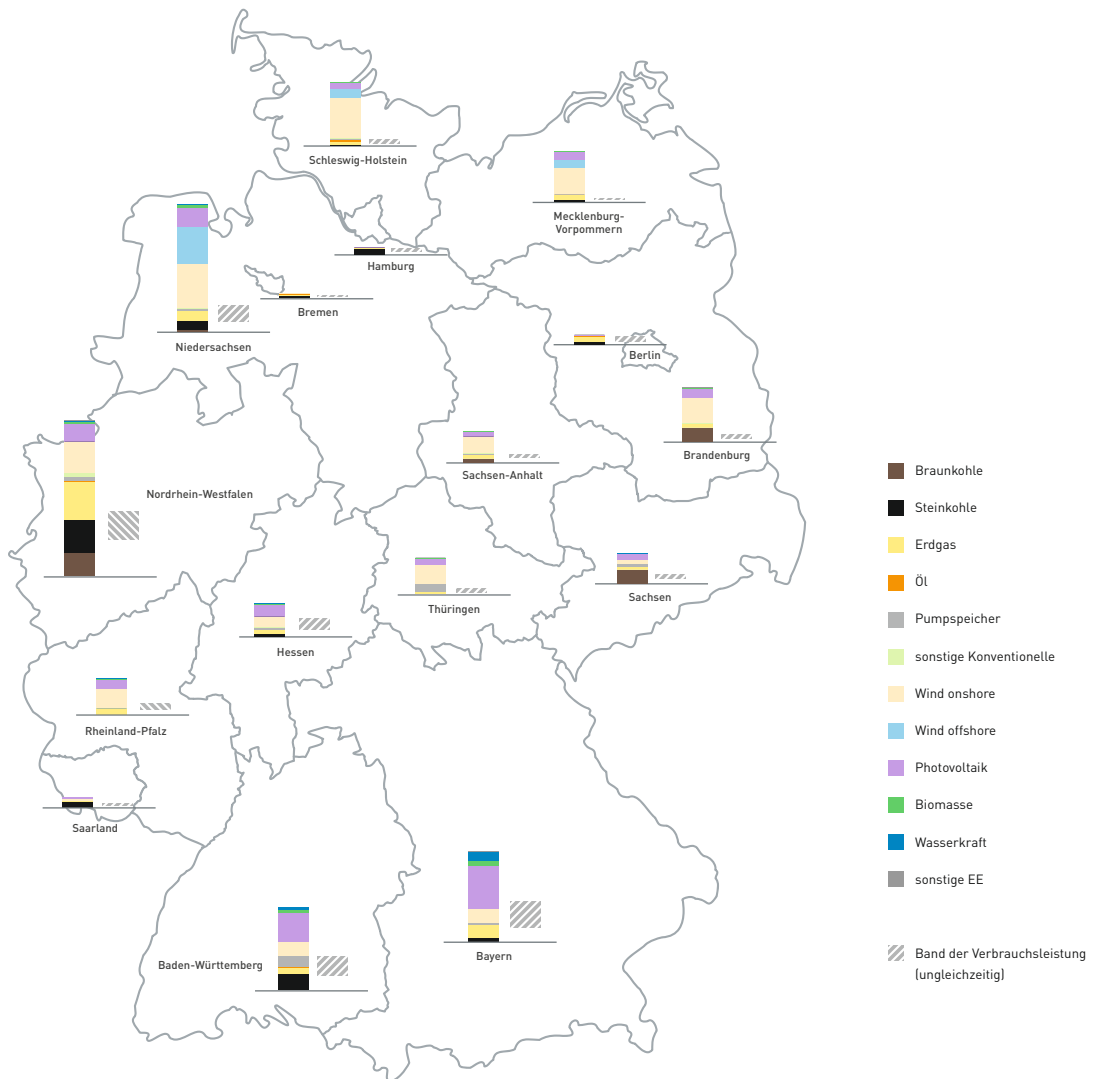 Schleswig-Holstein
Mecklenburg-
Vorpommern
Hamburg
Bremen
Niedersachsen
Berlin
Brandenburg
Sachsen-Anhalt
Nordrhein-Westfalen
Thüringen
Sachsen
Hessen
Rheinland-Pfalz
Saarland
Baden-Württemberg
Bayern
Braunkohle
Steinkohle
Erdgas
Öl
Pumpspeicher
sonstige Konventionelle
Wind onshore
Wind offshore
Photovoltaik
Biomasse
Wasserkraft
sonstige EE
Band der Verbrauchsleistung
(ungleichzeitig)